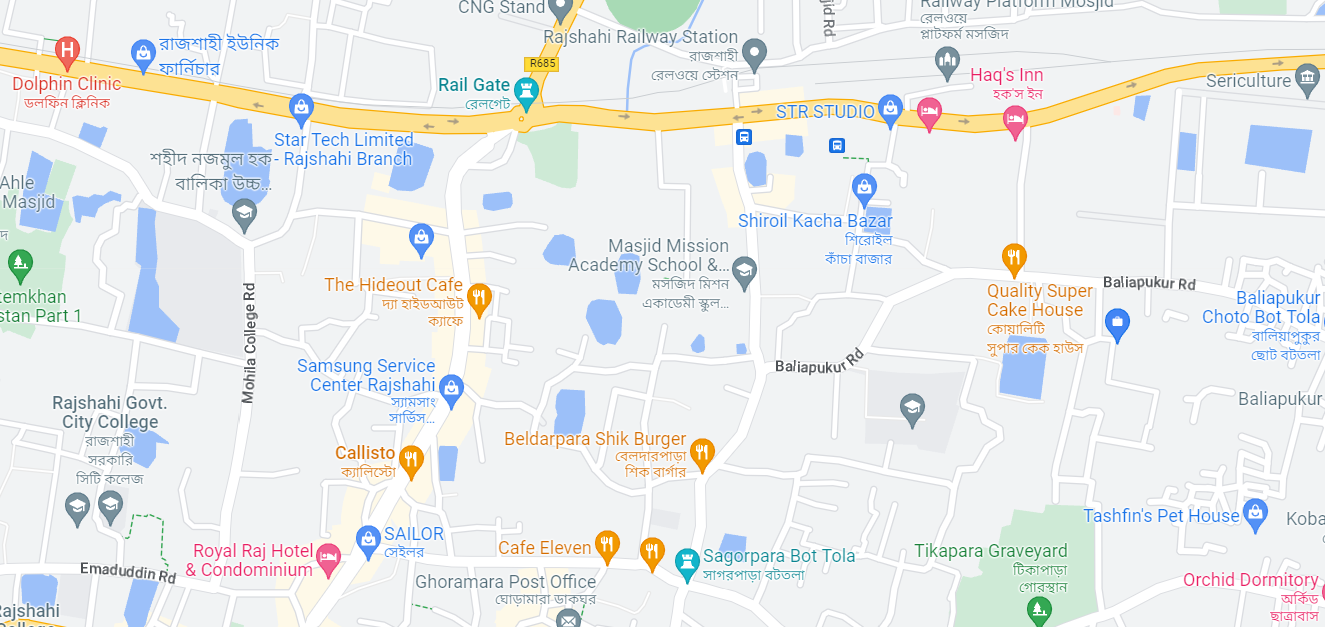 CNG Stand
Railway Platform Mosjid
রেলওয়ে
প্লাটফর্ম মসজিদ
Rajshahi Railway Station
রাজশাহী
রেলওয়ে স্টেশন
রাজশাহী ইউনিক
ফার্নিচার
R685
Haq's Inn
হক'স ইন
Sericulture
Dolphin Clinic
ডলফিন ক্লিনিক
Rail Gate
রেলগেট
STR STUDIO
Star Tech Limited
- Rajshahi Branch
শহীদ নজমুল হক
বালিকা উচ্চ...
Ahle
Masjid
Shiroil Kacha Bazar
শিরোইল
কাঁচা বাজার
Masjid Mission
Academy School &...
মসজিদ মিশন
একাডেমী স্কুল...
The Hideout Cafe
দ্যা হাইডআউট
ক্যাফে
temkhan
stan Part 1
Mohila College Rd
Baliapukur Rd
Quality Super
Cake House
কোয়ালিটি
সুপার কেক হাউস
Baliapukur
Choto Bot Tola
বালিয়াপুকুর
ছোট বটতলা
Samsung Service
Center Rajshahi
স্যামসাং
সার্ভিস...
Baliapukur Rd
Baliapukur
Rajshahi Govt.
City College
রাজশাহী
সরকারি
সিটি কলেজ
Callisto
ক্যালিস্টো
Beldarpara Shik Burger
বেলদারপাড়া
শিক বার্গার
Tashfin's Pet House
Koba
SAILOR
সেইলর
Royal Raj Hotel
& Condominium
Cafe Eleven
Sagorpara Bot Tola
সাগরপাড়া বটতলা
Tikapara Graveyard
টিকাপাড়া
গোরস্থান
Emaduddin Rd
Ghoramara Post Office
ঘোড়ামারা ডাকঘর
Orchid Dormitory
অর্কিড
ছাত্রাবাস
Rajshahi
College